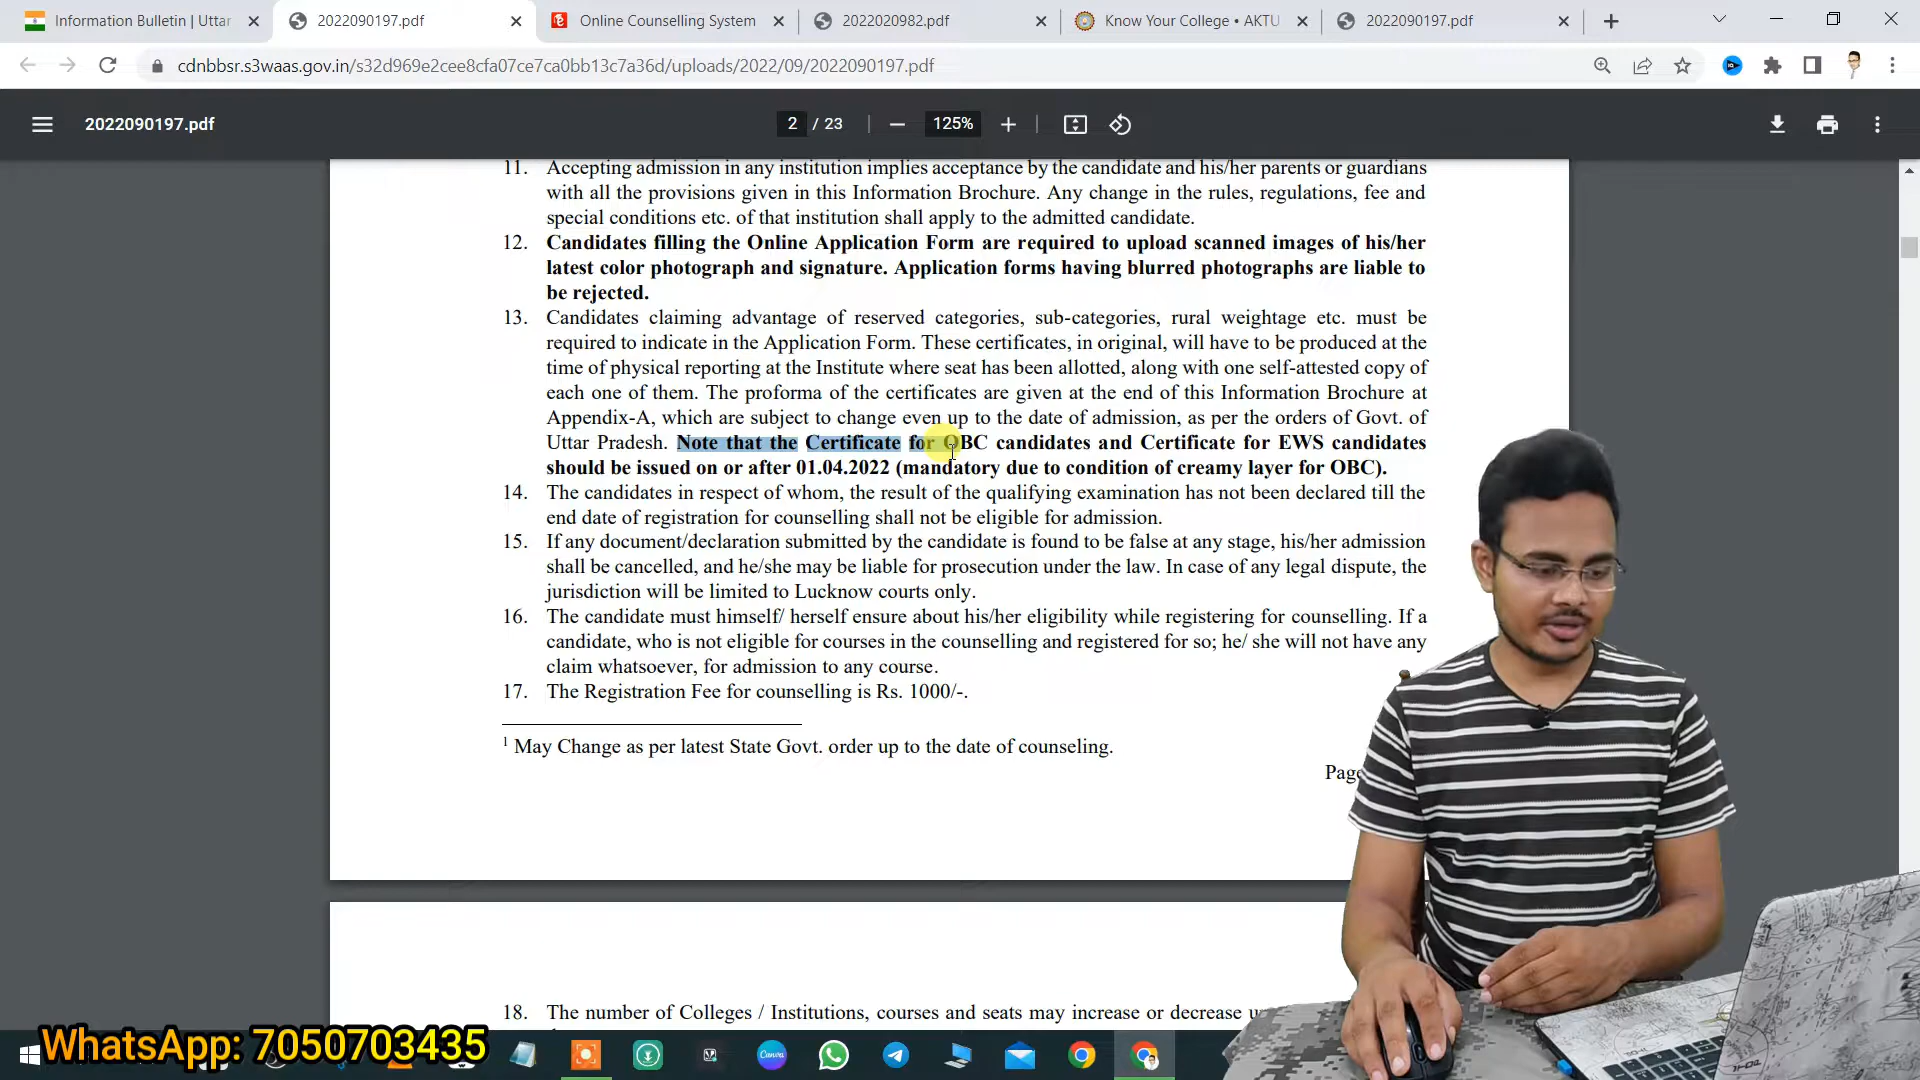 Information Bulletin | Uttar
2022090197.pdf
Online Counselling System
2022020982.pdf
Know Your College • AKTU
2022090197.pdf
cdnbbsr.s3waas.gov.in/s32d969e2cee8cfa07ce7ca0bb13c7a36d/uploads/2022/09/2022090197.pdf
2022090197.pdf
2 / 23
125%
11. Accepting admission in any institution implies acceptance by the candidate and his/her parents or guardians
with all the provisions given in this Information Brochure. Any change in the rules, regulations, fee and
special conditions etc. of that institution shall apply to the admitted candidate.
12. Candidates filling the Online Application Form are required to upload scanned images of his/her
latest color photograph and signature. Application forms having blurred photographs are liable to
be rejected.
13. Candidates claiming advantage of reserved categories, sub-categories, rural weightage etc. must be
required to indicate in the Application Form. These certificates, in original, will have to be produced at the
time of physical reporting at the Institute where seat has been allotted, along with one self-attested copy of
each one of them. The proforma of the certificates are given at the end of this Information Brochure at
Appendix-A, which are subject to change even up to the date of admission, as per the orders of Govt. of
Uttar Pradesh. Note that the Certificate for OBC candidates and Certificate for EWS candidates
should be issued on or after 01.04.2022 (mandatory due to condition of creamy layer for OBC).
14. The candidates in respect of whom, the result of the qualifying examination has not been declared till the
end date of registration for counselling shall not be eligible for admission.
15. If any document/declaration submitted by the candidate is found to be false at any stage, his/her admission
shall be cancelled, and he/she may be liable for prosecution under the law. In case of any legal dispute, the
jurisdiction will be limited to Lucknow courts only.
16. The candidate must himself/ herself ensure about his/her eligibility while registering for counselling. If a
candidate, who is not eligible for courses in the counselling and registered for so; he/ she will not have any
claim whatsoever, for admission to any course.
17. The Registration Fee for counselling is Rs. 1000/-.
1 May Change as per latest State Govt. order up to the date of counseling.
Page
18. The number of Colleges / Institutions, courses and seats may increase or decrease
WhatsApp: 7050703435
Canva